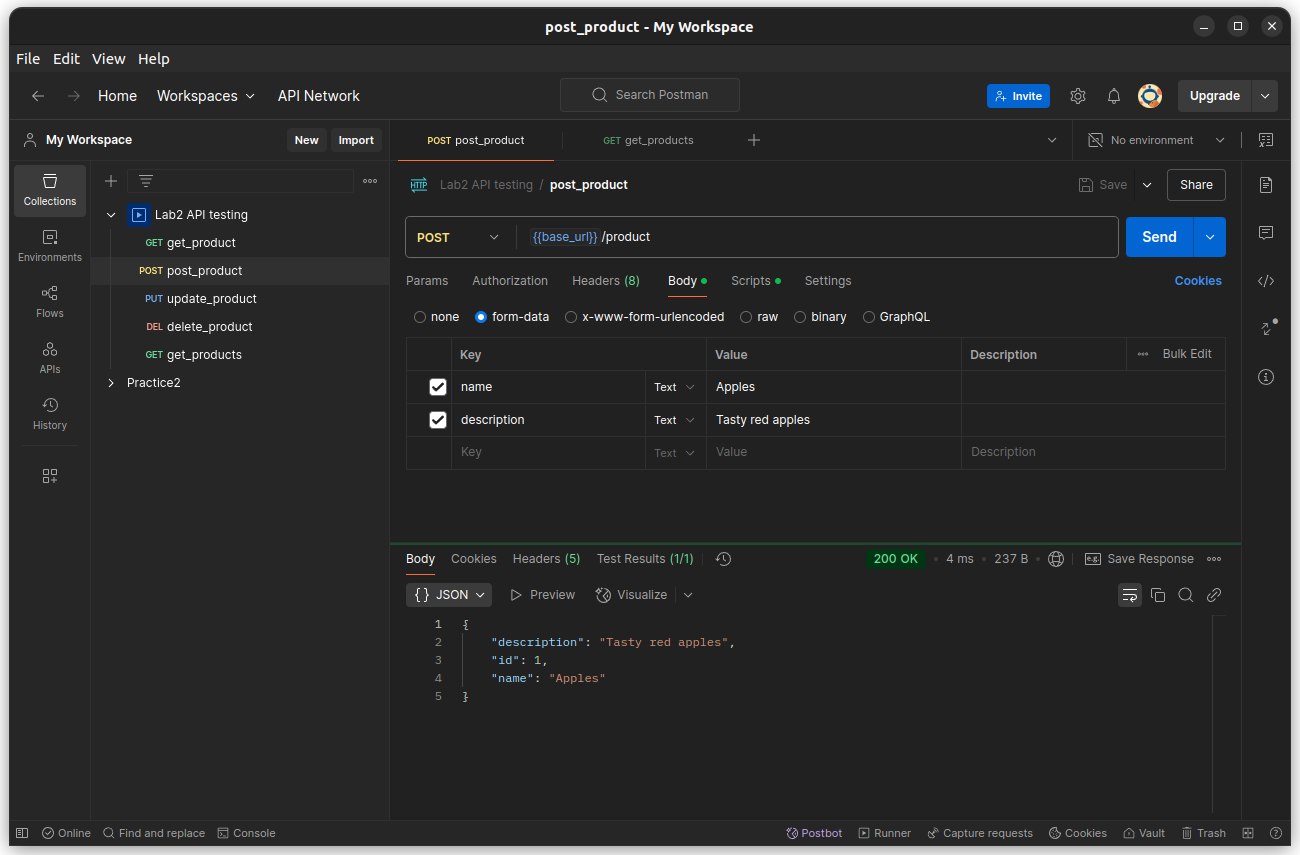 post_product - My Workspace
File Edit View Help
Home Workspaces API Network Search Postman Invite Upgrade
My Workspace New Import POST post_product GET get_products No environment
Collections
Environments
Flows
APIs
History
Lab2 API testing
GET get_product
POST post_product
PUT update_product
DEL delete_product
GET get_products
Practice2
HTTP Lab2 API testing / post_product Save Share
POST {{base_url}} /product Send
Params Authorization Headers (8) Body Scripts Settings Cookies
none form-data x-www-form-urlencoded raw binary GraphQL
Key Value Description Bulk Edit
name Text Apples
description Text Tasty red apples
Key Text Value Description
Body Cookies Headers (5) Test Results (1/1) 200 OK 4 ms 237 B e.g. Save Response
{} JSON Preview Visualize
1 {
2 "description": "Tasty red apples",
3 "id": 1,
4 "name": "Apples"
5 }
Online Find and replace Console Postbot Runner Capture requests Cookies Vault Trash